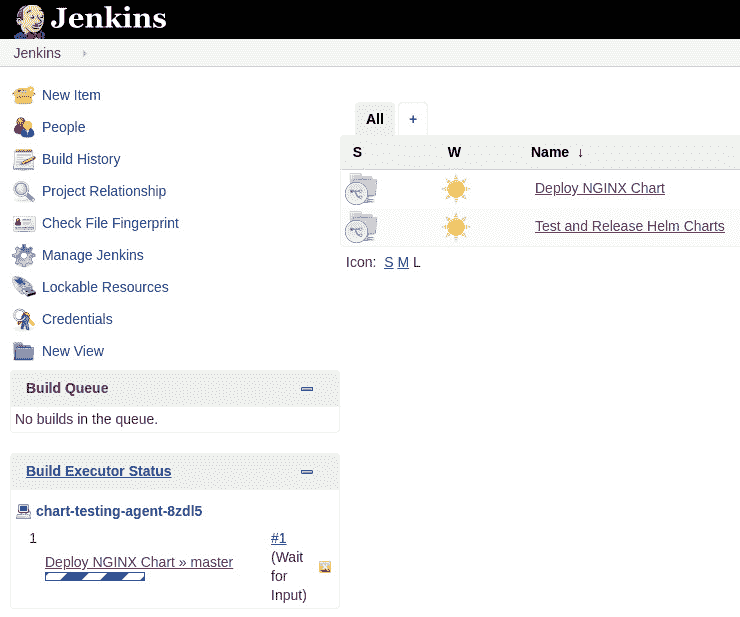 Jenkins
Jenkins
New Item
People
Build History
Project Relationship
Check File Fingerprint
Manage Jenkins
Lockable Resources
Credentials
New View
Build Queue
No builds in the queue.
Build Executor Status
chart-testing-agent-8zdl5
1
Deploy NGINX Chart » master
#1
(Wait
for
Input)
All +
S W Name ↓
Deploy NGINX Chart
Test and Release Helm Charts
Icon: S M L